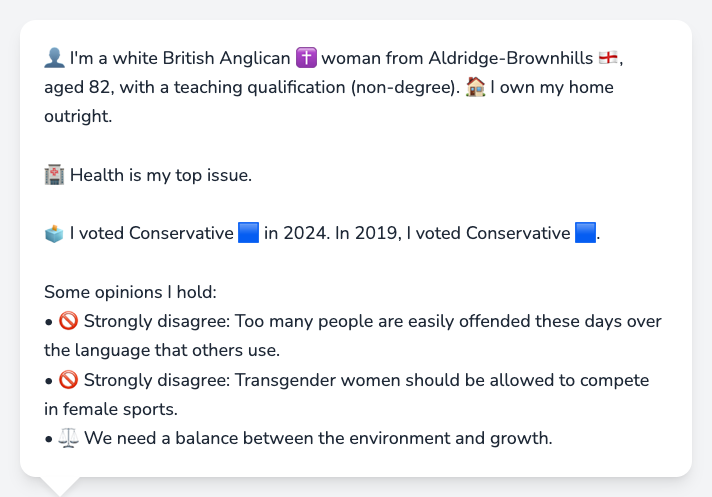 👤 I'm a white British Anglican ✝️ woman from Aldridge-Brownhills 🏴󠁧󠁢󠁥󠁮󠁧󠁿,
aged 82, with a teaching qualification (non-degree). 🏠 I own my home
outright.
🏥 Health is my top issue.
🗳️ I voted Conservative 🟦 in 2024. In 2019, I voted Conservative 🟦.
Some opinions I hold:
• 🚫 Strongly disagree: Too many people are easily offended these days over
the language that others use.
• 🚫 Strongly disagree: Transgender women should be allowed to compete
in female sports.
• ⚖️ We need a balance between the environment and growth.